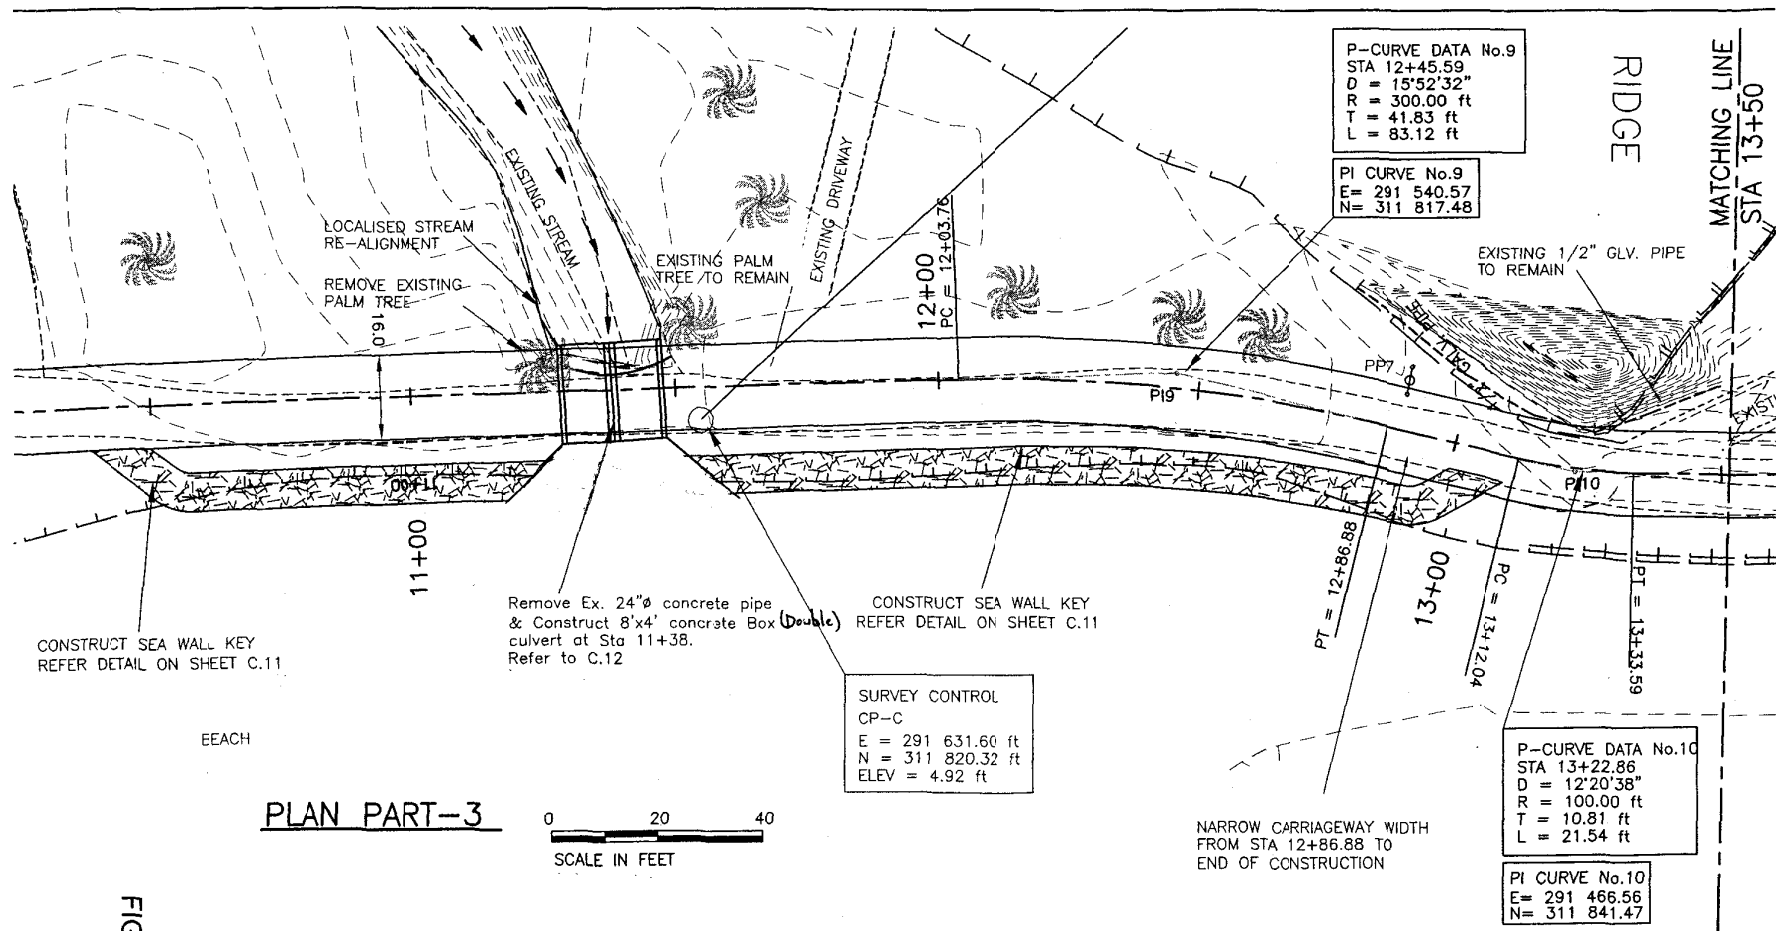 P-CURVE DATA No.9
STA 12+45.59
D = 15°52'32"
R = 300.00 ft
T = 41.83 ft
L = 83.12 ft
PI CURVE No.9
E= 291 540.57
N= 311 817.48
RIDGE
MATCHING LINE
STA 13+50
EXISTING 1/2" GLV. PIPE
TO REMAIN
EXISTING STREAM
LOCALISED STREAM
RE-ALIGNMENT
REMOVE EXISTING
PALM TREE
16.0
EXISTING PALM
TREE TO REMAIN
EXISTING DRIVEWAY
12+00
PC = 12+03.76
PI9
PP7
PI10
11+00
11+00
CONSTRUCT SEA WALL KEY
REFER DETAIL ON SHEET C.11
Remove Ex. 24"ø concrete pipe
& Construct 8'x4' concrete Box (Double)
culvert at Sta 11+38.
Refer to C.12
CONSTRUCT SEA WALL KEY
REFER DETAIL ON SHEET C.11
SURVEY CONTROL
CP-C
E = 291 631.60 ft
N = 311 820.32 ft
ELEV = 4.92 ft
PT = 12+86.88
13+00
PC = 13+12.04
PT = 13+33.59
EEACH
PLAN PART-3
0 20 40
SCALE IN FEET
NARROW CARRIAGEWAY WIDTH
FROM STA 12+86.88 TO
END OF CONSTRUCTION
P-CURVE DATA No.10
STA 13+22.86
D = 12°20'38"
R = 100.00 ft
T = 10.81 ft
L = 21.54 ft
PI CURVE No.10
E= 291 466.56
N= 311 841.47
FIG